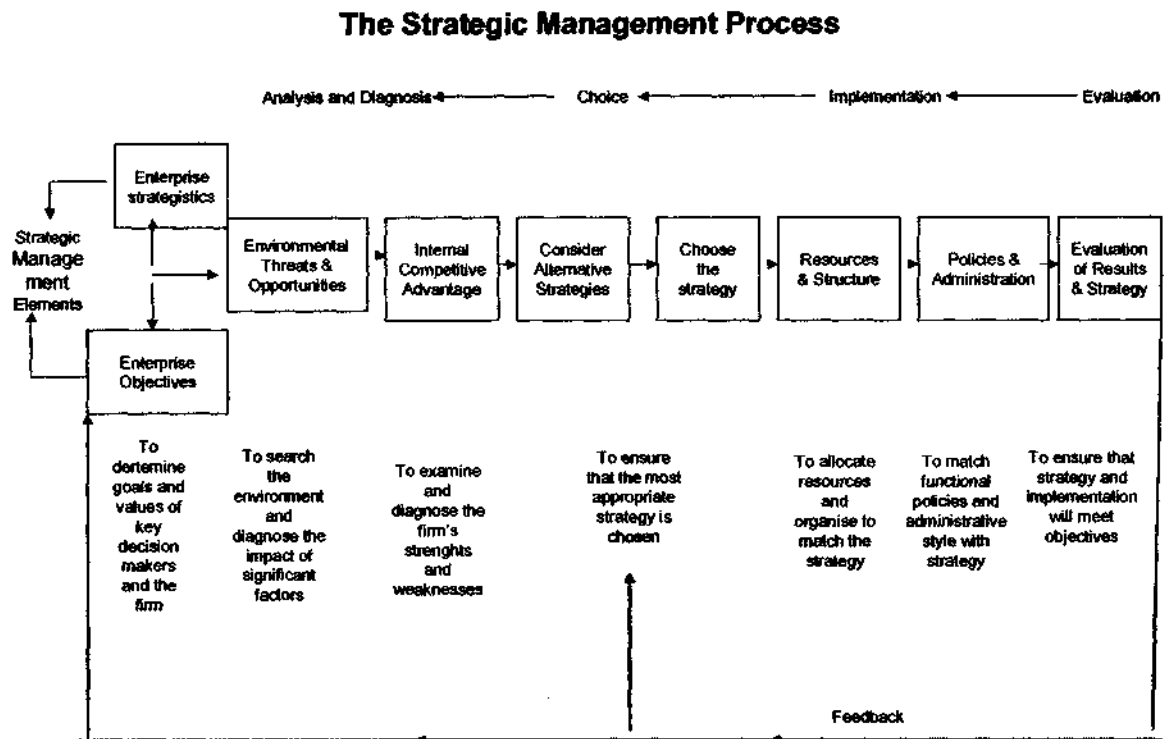 The Strategic Management Process
Analysis and Diagnosis
Choice
Implementation
Evaluation
Enterprise
strategistics
Strategic
Manage
ment
Elements
Environmental
Threats &
Opportunities
Internal
Competitive
Advantage
Consider
Alternative
Strategies
Choose
the
strategy
Resources
& Structure
Policies &
Administration
Evaluation
of Results
& Strategy
Enterprise
Objectives
To
dertemine
goals and
values of
key
decision
makers
and the
firm
To search
the
environment
and
diagnose the
impact of
significant
factors
To examine
and
diagnose the
firm's
strenghts
and
weaknesses
To ensure
that the most
appropriate
strategy is
chosen
To allocate
resources
and
organise to
match the
strategy
To match
functional
policies and
administrative
style with
strategy
To ensure that
strategy and
implementation
will meet
objectives
Feedback